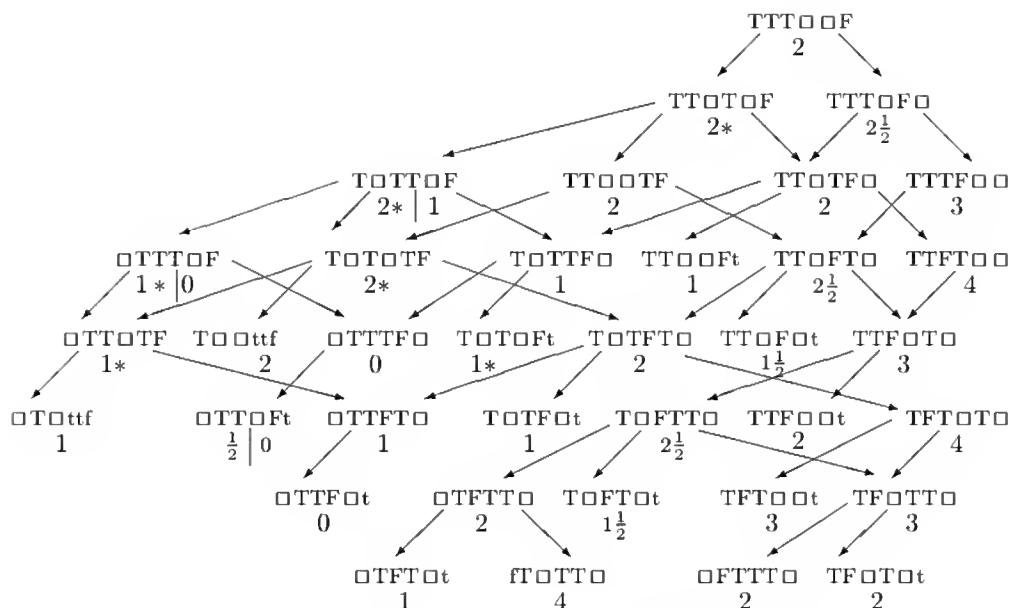 TTT□□F
2
TT□T□F TTT□F□
2* 2½
T□TT□F TT□□TF TT□TF□ TTTF□□
2*|1 2 2 3
□TTT□F T□T□TF T□TTF□ TT□□Ft TT□FT□ TTFT□□
1*|0 2* 1 1 2½ 4
□TT□TF T□□ttf □TTTF□ T□T□Ft T□TFT□ TT□F□t TTF□T□
1* 2 0 1* 2 1½ 3
□T□ttf □TT□Ft □TTFT□ T□TF□t T□FTT□ TTF□□t TFT□T□
1 ½|0 1 1 2½ 2 4
□TTF□t □TFTT□ T□FT□t TFT□□t TF□TT□
0 2 1½ 3 3
□TFT□t fT□TT□ □FTTT□ TF□T□t
1 4 2 2